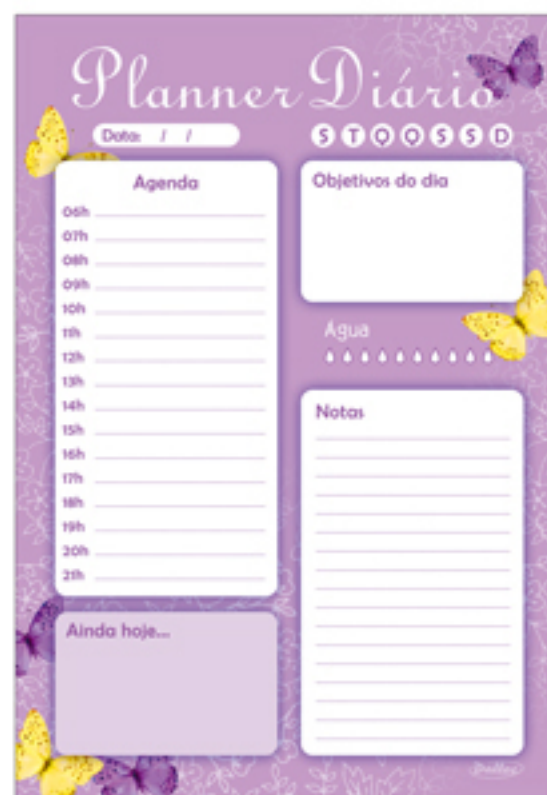 Planner Diário
Data: / /
S T Q Q S S D
Agenda
06h
07h
08h
09h
10h
11h
12h
13h
14h
15h
16h
17h
18h
19h
20h
21h
Ainda hoje...
Objetivos do dia
Água
Notas